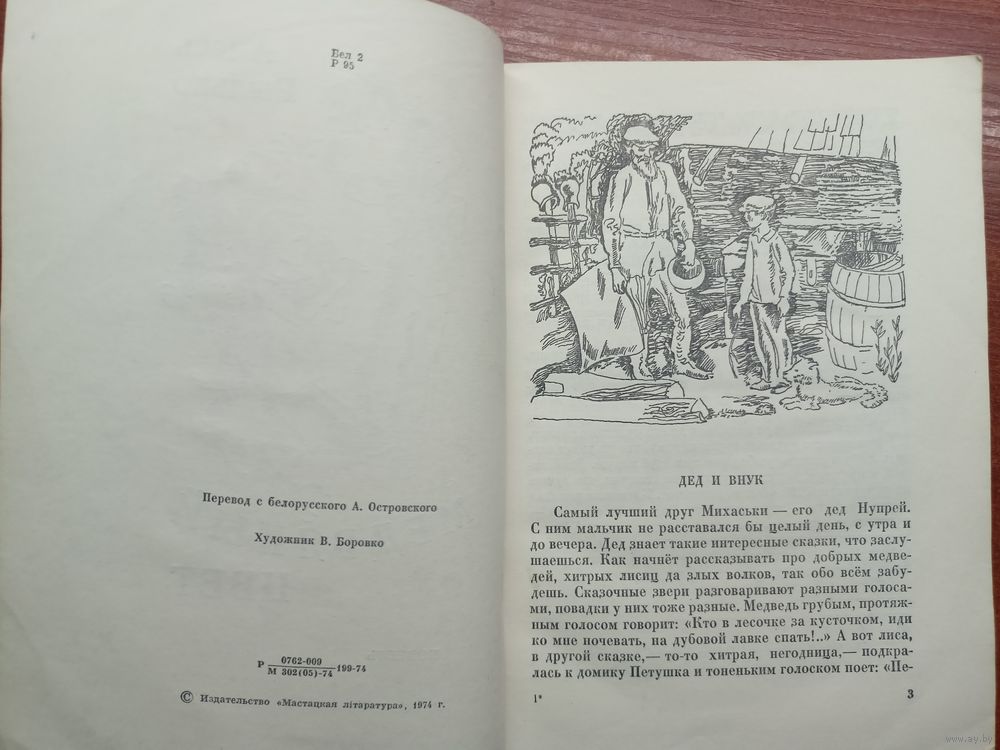 Бел 2
Р 95
Перевод с белорусского А. Островского
Художник В. Боровко
Р 0762-009 199-74
М 302(05)-74
© Издательство «Мастацкая літаратура», 1974 г.
ДЕД И ВНУК
Самый лучший друг Михаськи — его дед Нупрей.
С ним мальчик не расставался бы целый день, с утра и
до вечера. Дед знает такие интересные сказки, что заслу-
шаешься. Как начнёт рассказывать про добрых медве-
дей, хитрых лисиц да злых волков, так обо всём забу-
дешь. Сказочные звери разговаривают разными голоса-
ми, повадки у них тоже разные. Медведь грубым, протяж-
ным голосом говорит: «Кто в лесочке за кусточком, иди
ко мне ночевать, на дубовой лавке спать!..» А вот лиса,
в другой сказке,— то-то хитрая, негодница,— подкра-
лась к домику Петушка и тоненьким голоском поет: «Пе-
1*
3
www.ay.by